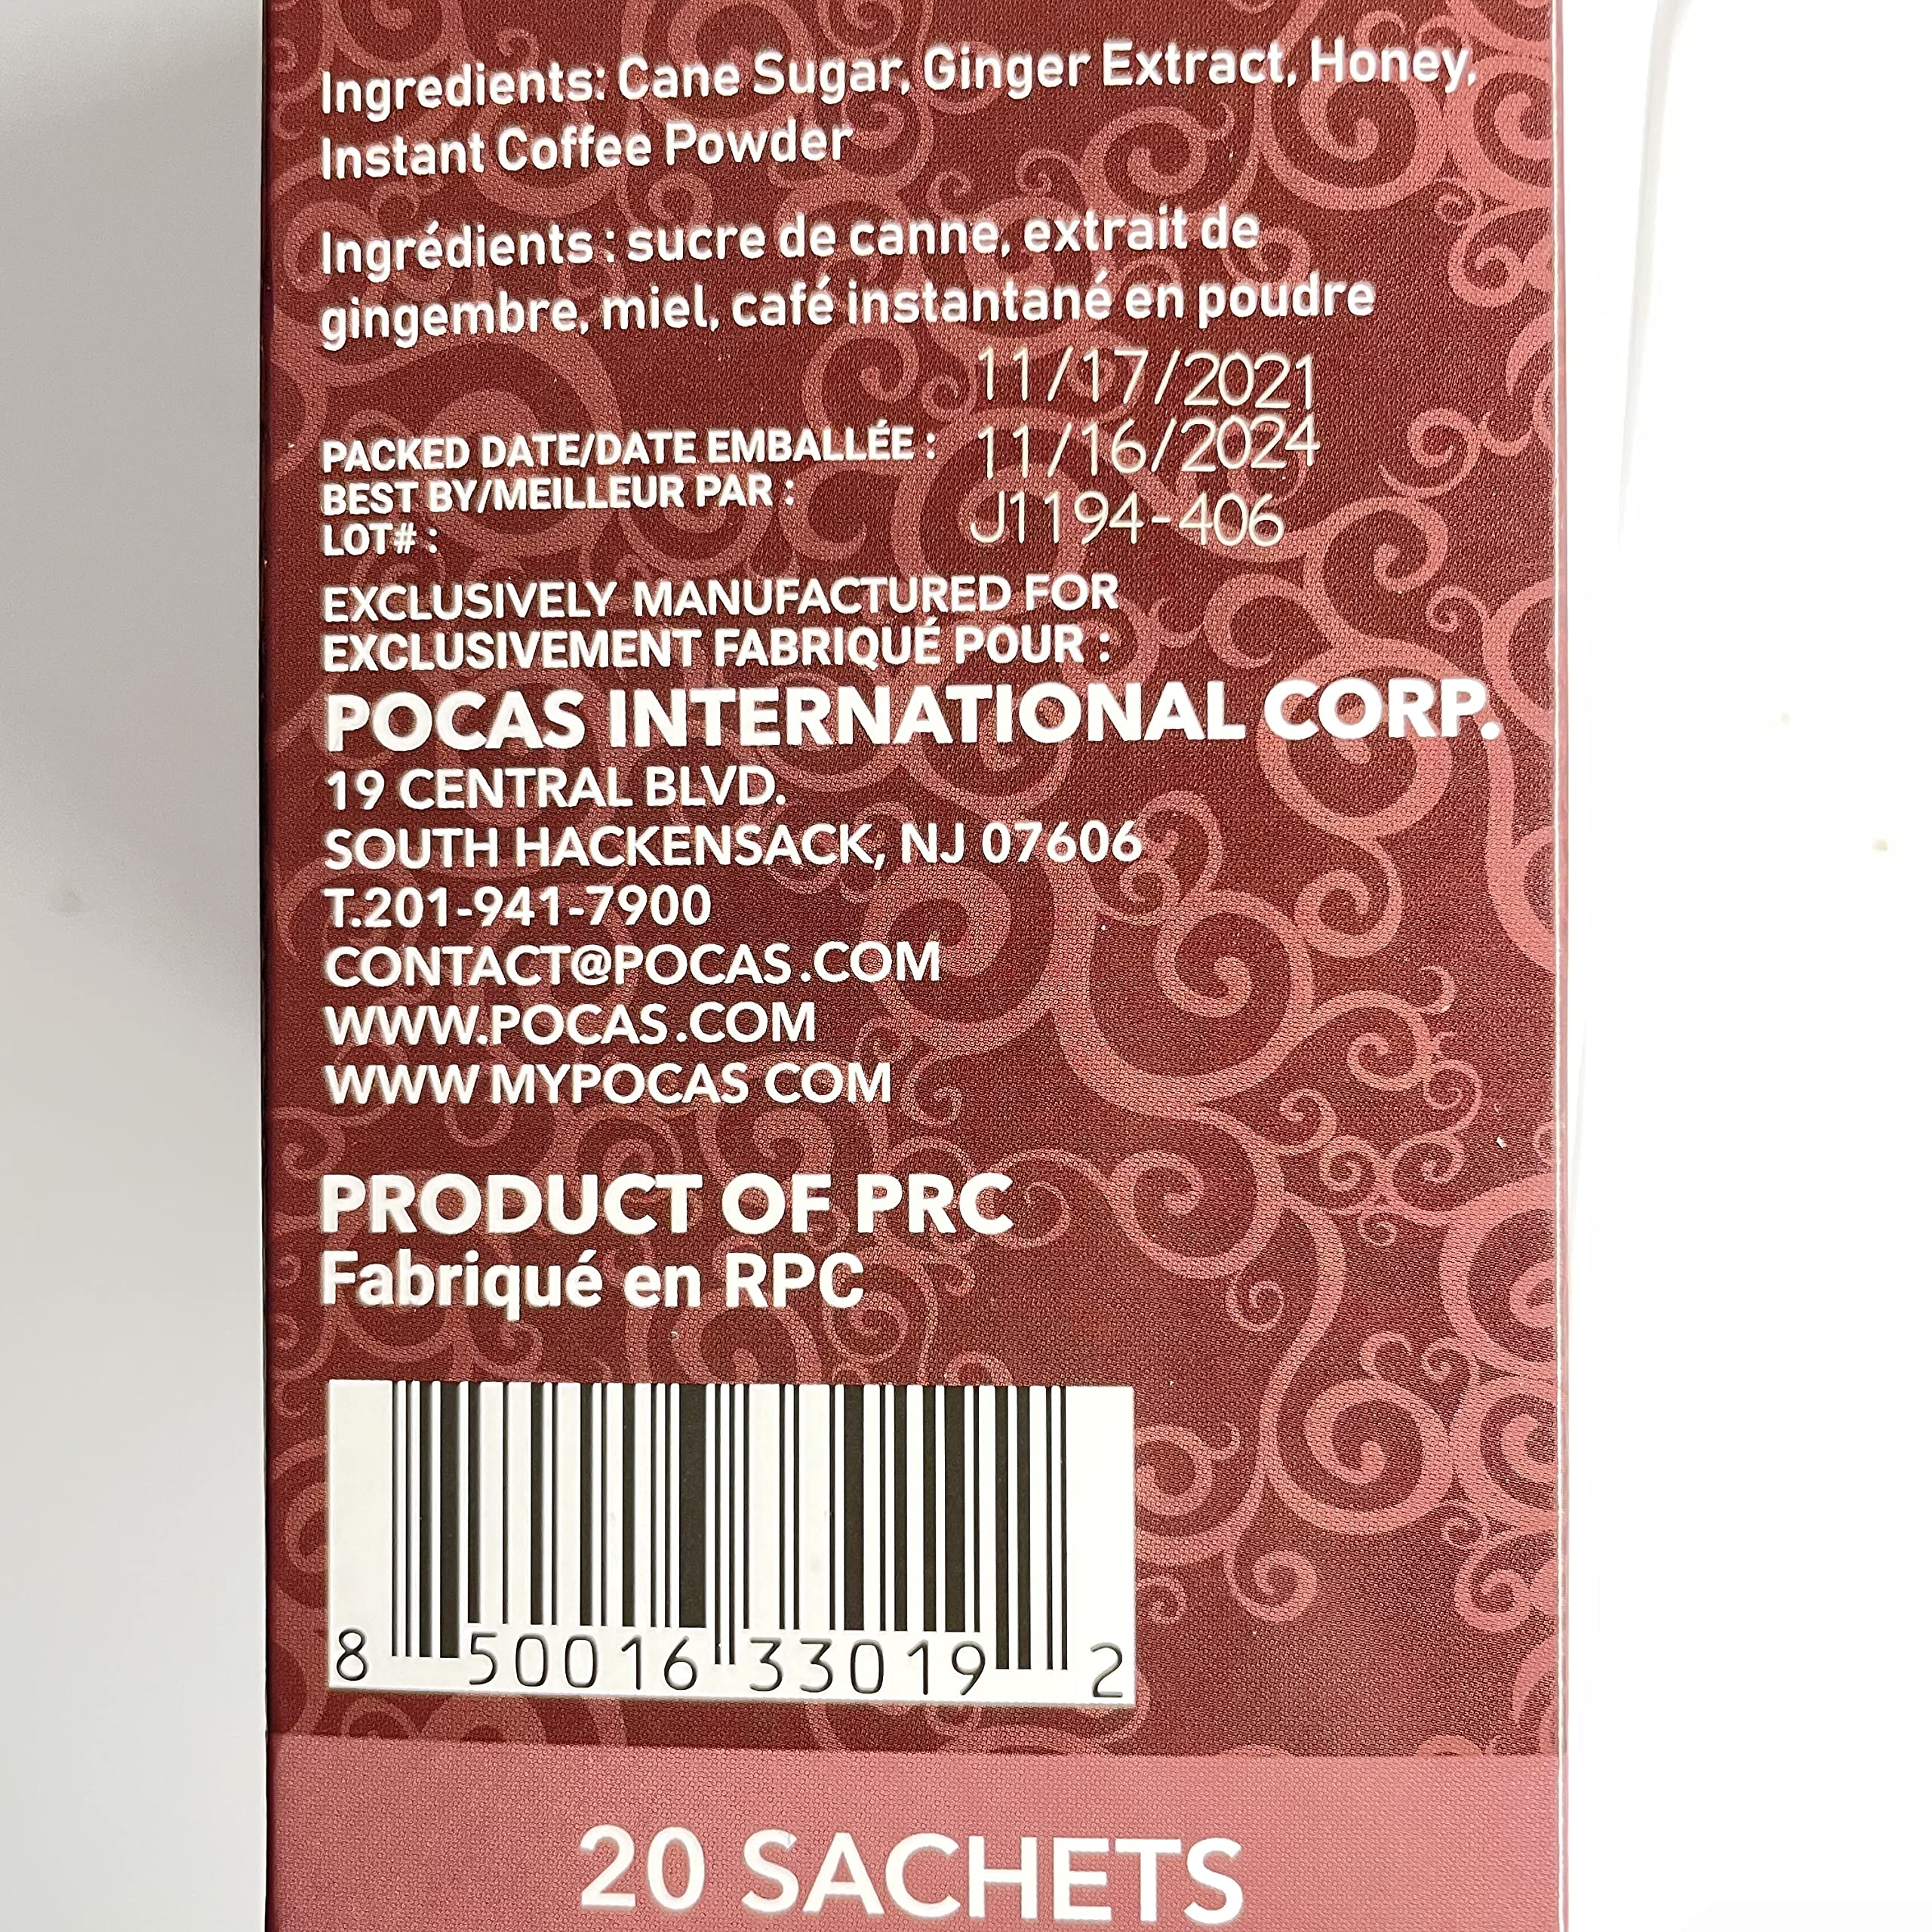 Ingredients: Cane Sugar, Ginger Extract, Honey,
Instant Coffee Powder
Ingrédients : sucre de canne, extrait de
gingembre, miel, café instantané en poudre
11/17/2021
PACKED DATE/DATE EMBALLÉE : 11/16/2024
BEST BY/MEILLEUR PAR :
LOT# : J1194-406
EXCLUSIVELY MANUFACTURED FOR
EXCLUSIVEMENT FABRIQUÉ POUR :
POCAS INTERNATIONAL CORP.
19 CENTRAL BLVD.
SOUTH HACKENSACK, NJ 07606
T.201-941-7900
CONTACT@POCAS.COM
WWW.POCAS.COM
WWW MYPOCAS COM
PRODUCT OF PRC
Fabriqué en RPC
8 50016 33019 2
20 SACHETS